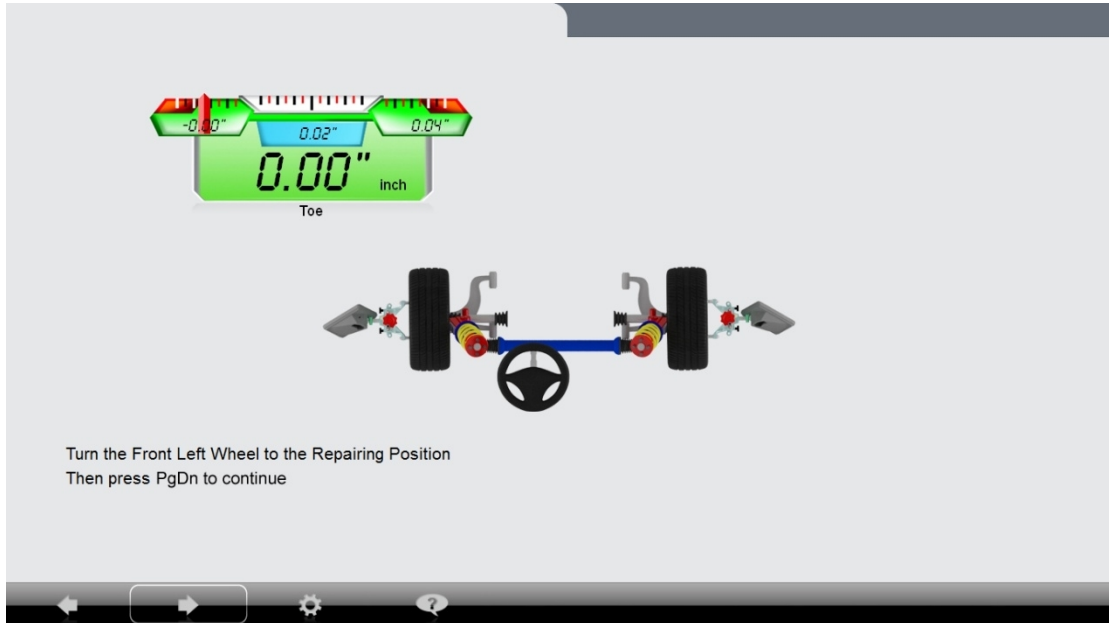 -0.00"
0.02"
0.04"
0.00" inch
Toe
Turn the Front Left Wheel to the Repairing Position
Then press PgDn to continue
?